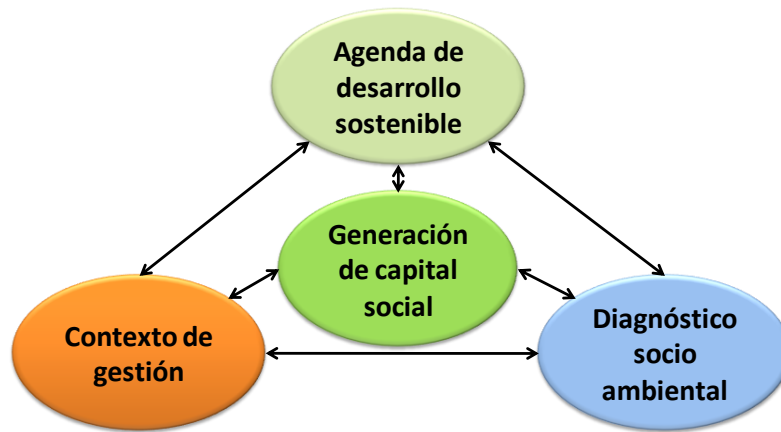 Agenda de
desarrollo
sostenible
Generación
de capital
social
Contexto de
gestión
Diagnóstico
socio
ambiental